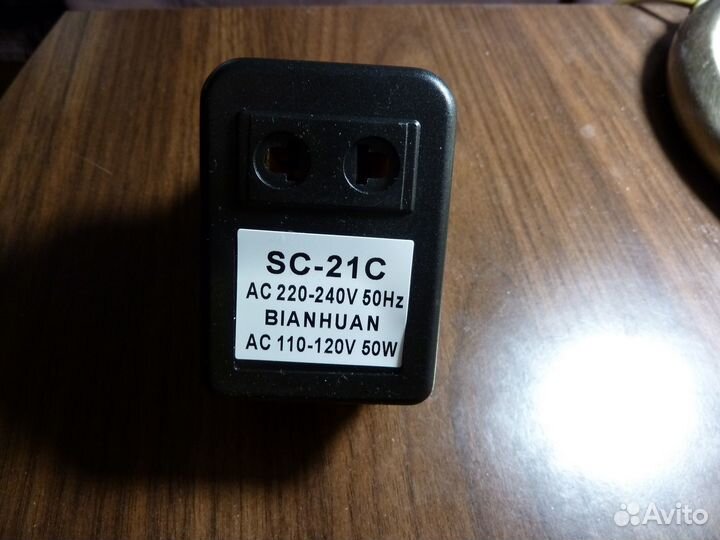 SC-21C
AC 220-240V 50Hz
BIANHUAN
AC 110-120V 50W
Avito